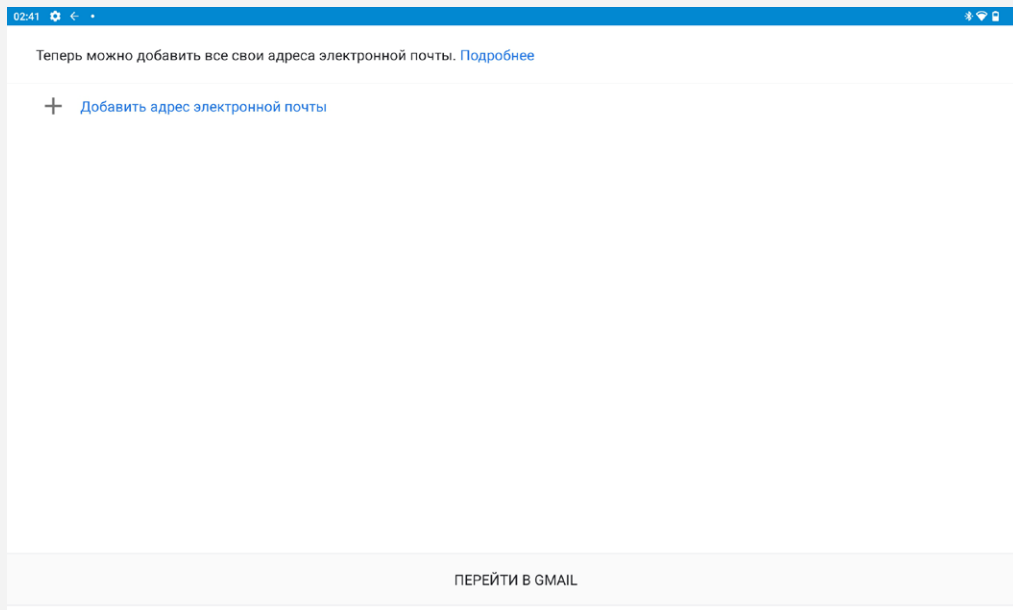 02:41
Теперь можно добавить все свои адреса электронной почты. Подробнее
Добавить адрес электронной почты
ПЕРЕЙТИ В GMAIL